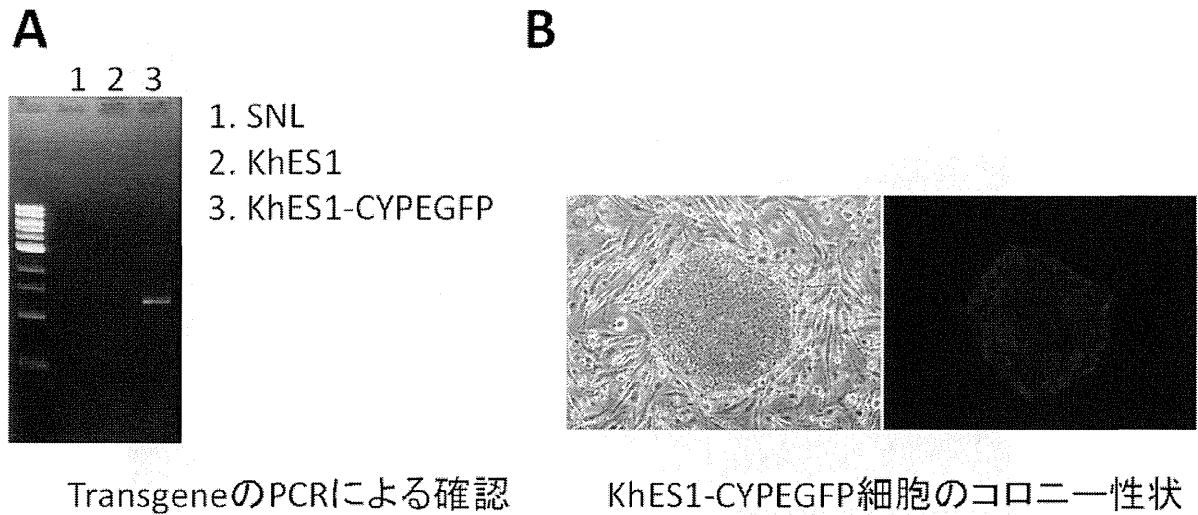 A
B
1 2 3
1. SNL
2. KhES1
3. KhES1-CYPEGFP
TransgeneのPCRによる確認
KhES1-CYPEGFP細胞のコロニー性状